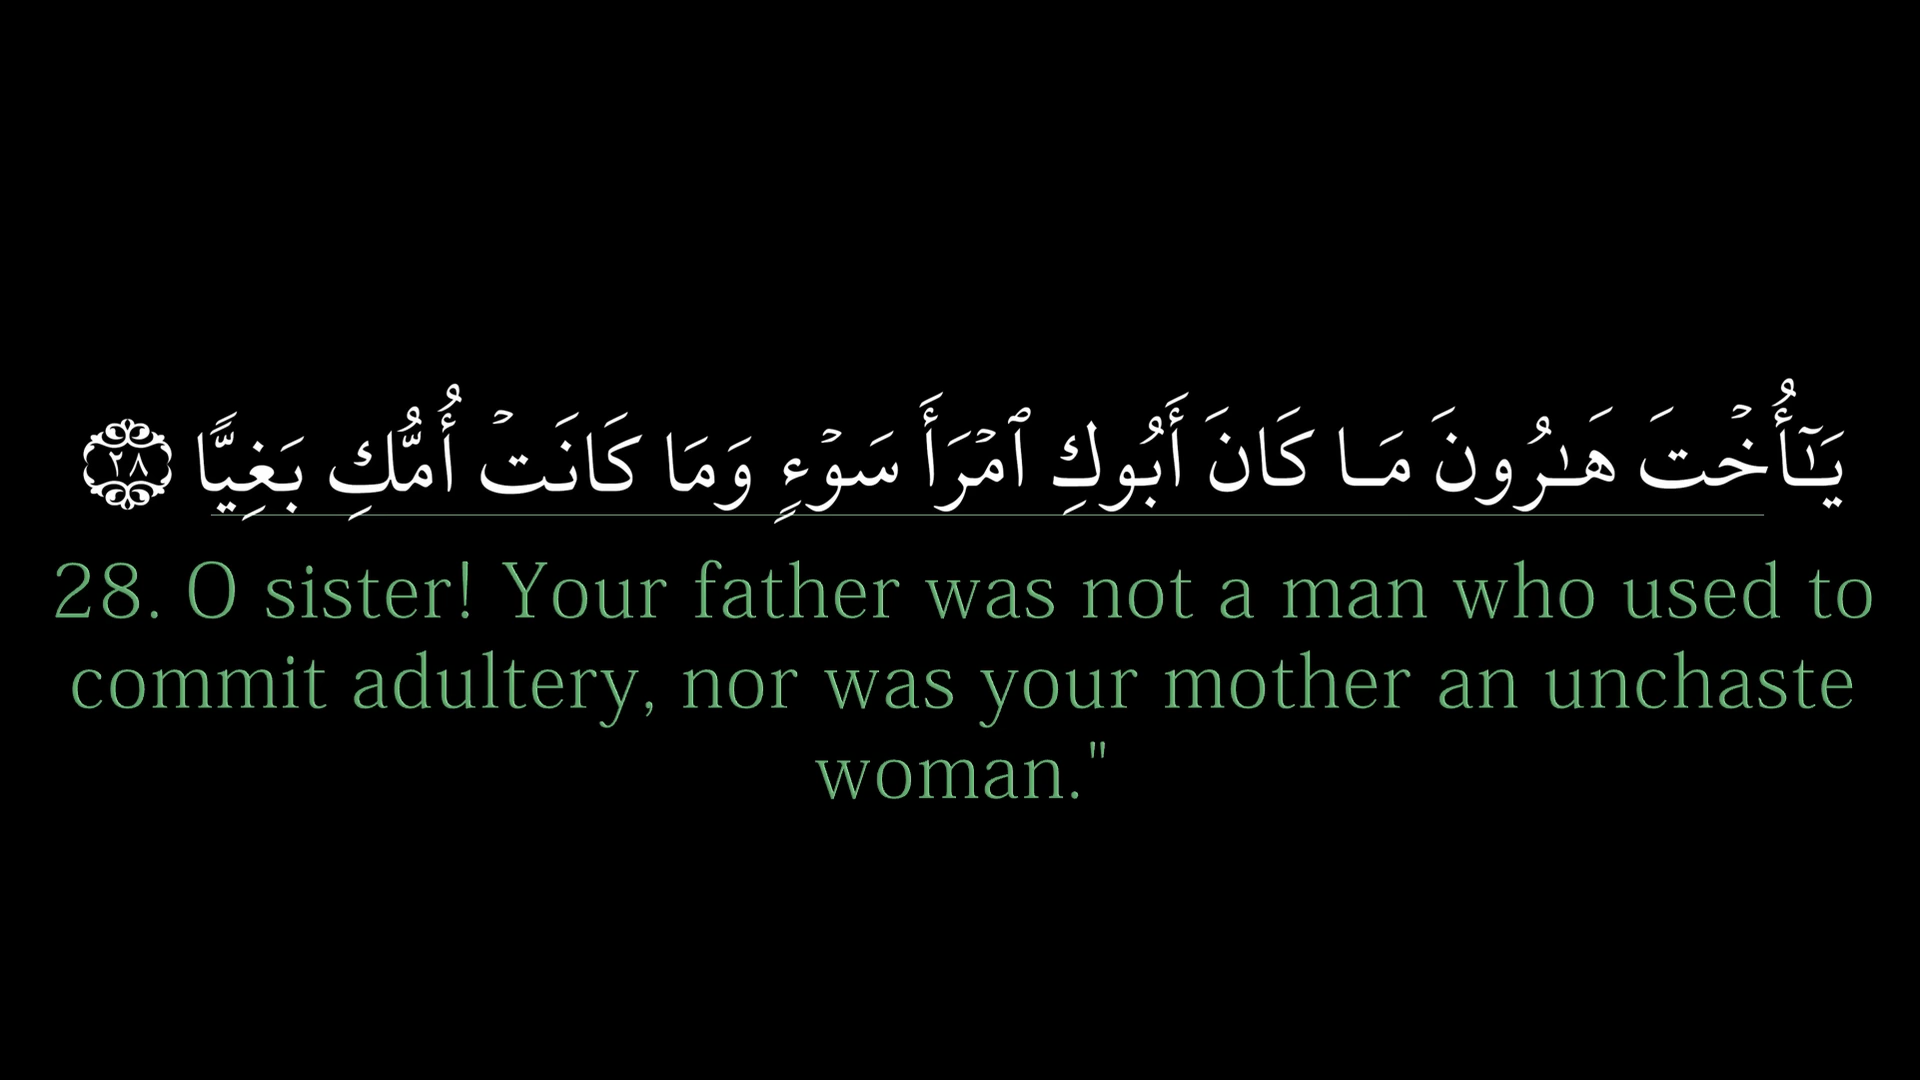 يَـٰٓأُخۡتَ هَـٰرُونَ مَا كَانَ أَبُوكِ ٱمۡرَأَ سَوۡءٍ وَمَا كَانَتۡ أُمُّكِ بَغِيًّا ٢٨
28. O sister! Your father was not a man who used to
commit adultery, nor was your mother an unchaste
woman."